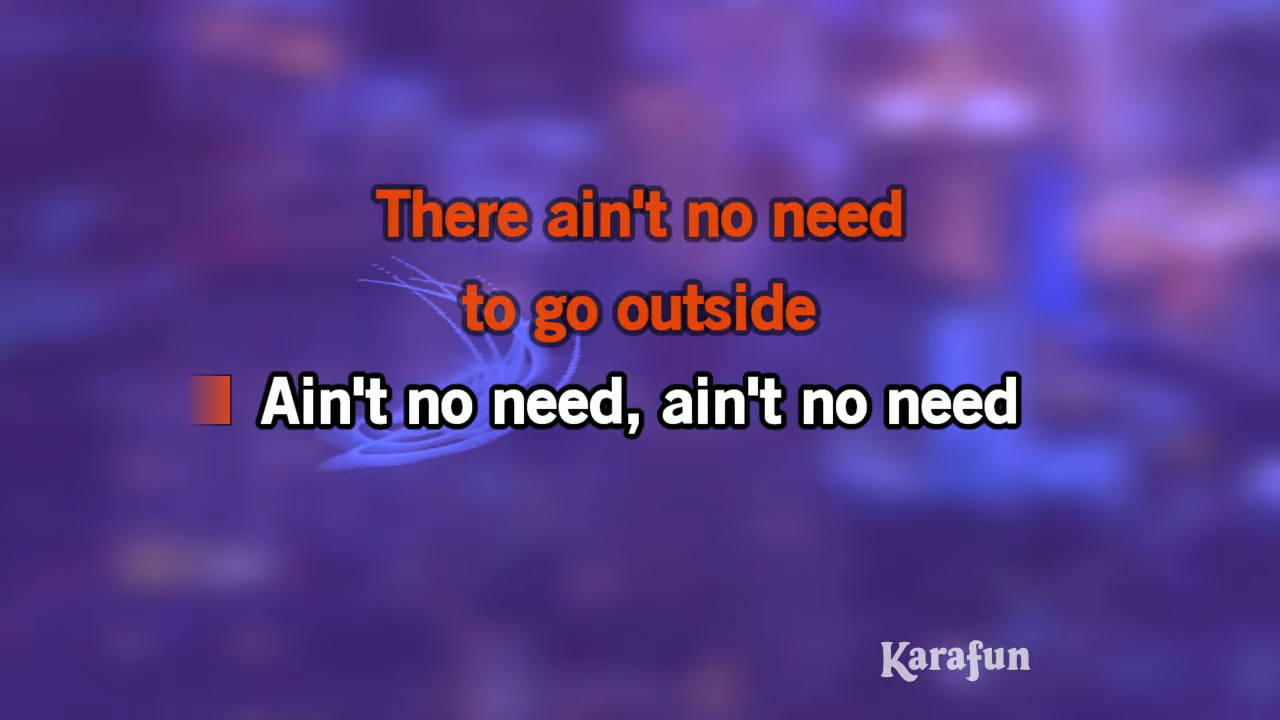 There ain't no need
to go outside
Ain't no need, ain't no need
Karafun